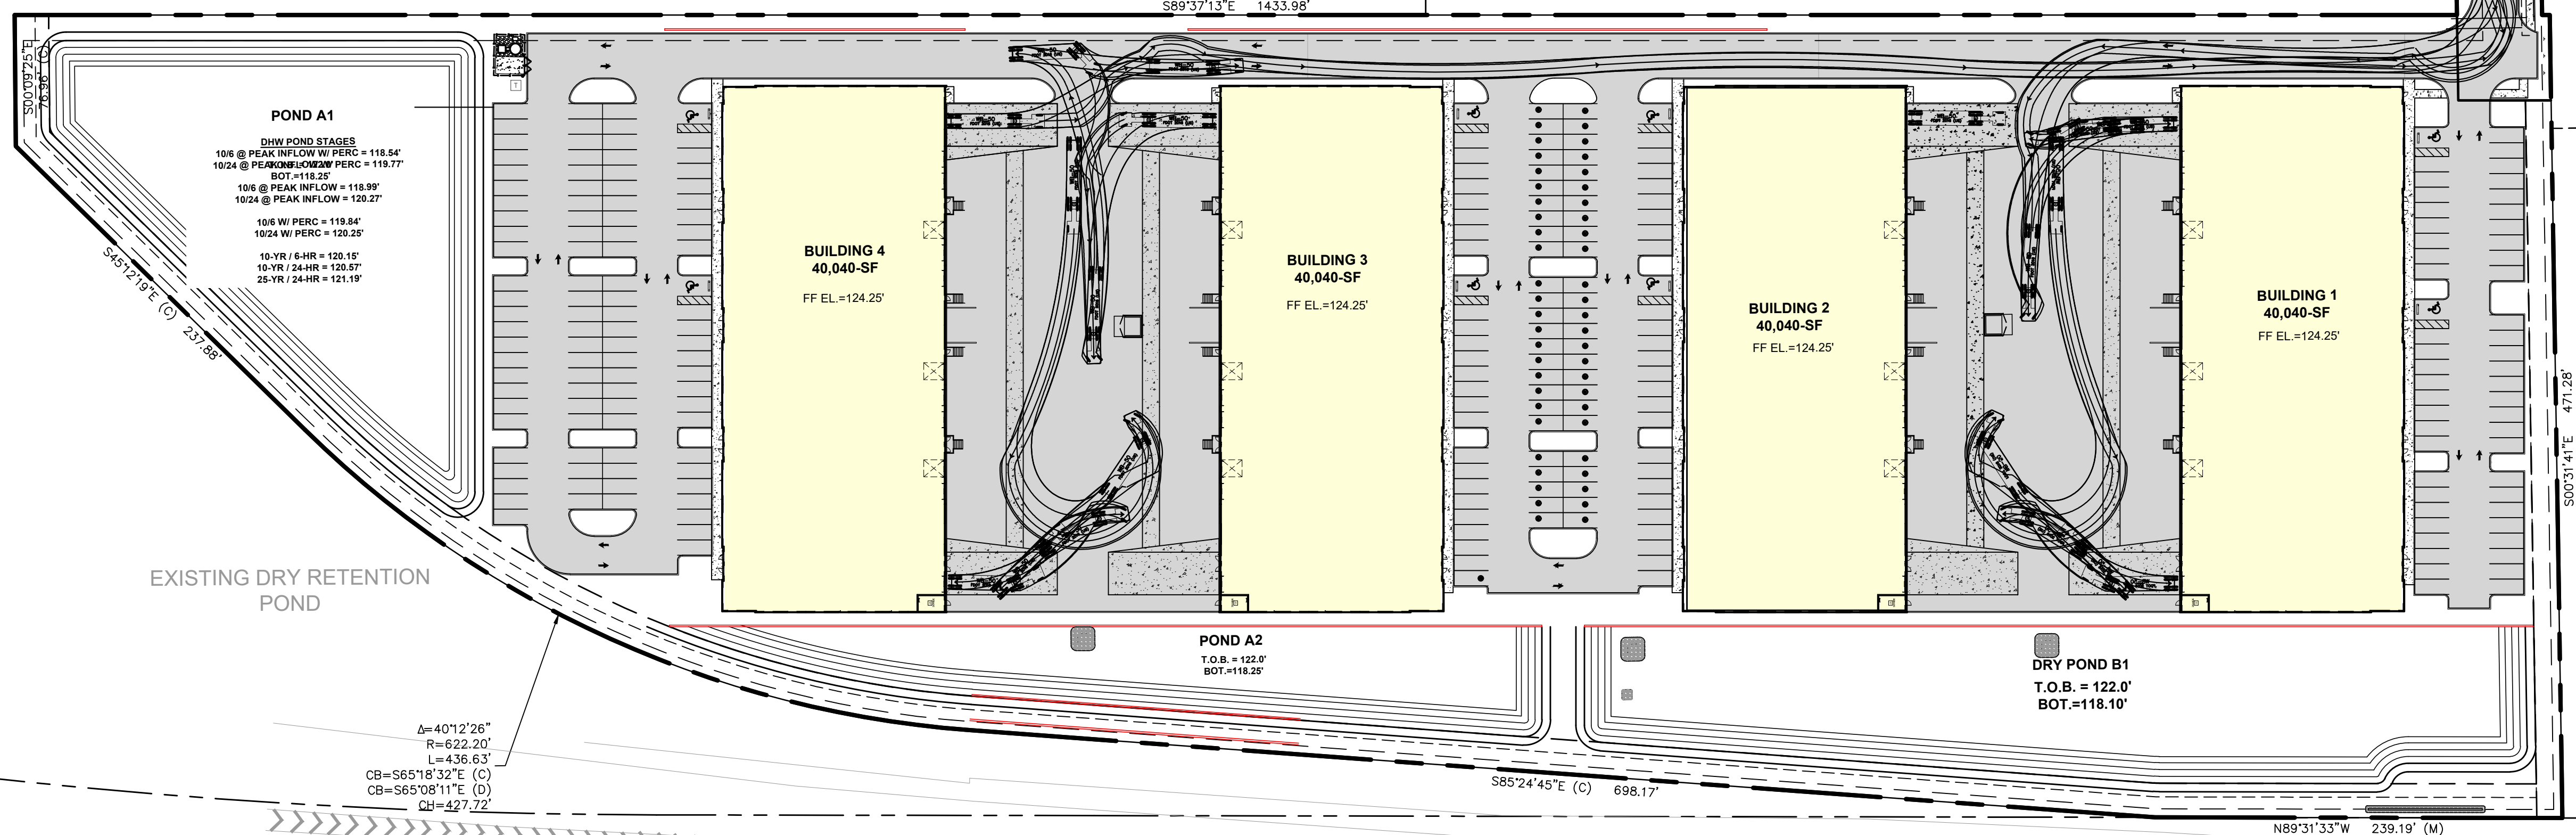 S89°37'13"E 1433.98'
S00°09'25"E
76.96' (C)
POND A1
DHW POND STAGES
10/6 @ PEAK INFLOW W/ PERC = 118.54'
10/24 @ PEAK INFLOW W/ PERC = 119.77'
BOT.=118.25'
10/6 @ PEAK INFLOW = 118.99'
10/24 @ PEAK INFLOW = 120.27'
10/6 W/ PERC = 119.84'
10/24 W/ PERC = 120.25'
10-YR / 6-HR = 120.15'
10-YR / 24-HR = 120.57'
25-YR / 24-HR = 121.19'
S45°12'19"E (C) 237.88'
BUILDING 4
40,040-SF
FF EL.=124.25'
BUILDING 3
40,040-SF
FF EL.=124.25'
BUILDING 2
40,040-SF
FF EL.=124.25'
BUILDING 1
40,040-SF
FF EL.=124.25'
S00°31'41"E 471.28'
EXISTING DRY RETENTION
POND
POND A2
T.O.B. = 122.0'
BOT.=118.25'
DRY POND B1
T.O.B. = 122.0'
BOT.=118.10'
Δ=40°12'26"
R=622.20'
L=436.63'
CB=S65°18'32"E (C)
CB=S65°08'11"E (D)
CH=427.72'
S85°24'45"E (C) 698.17'
N89°31'33"W 239.19' (M)